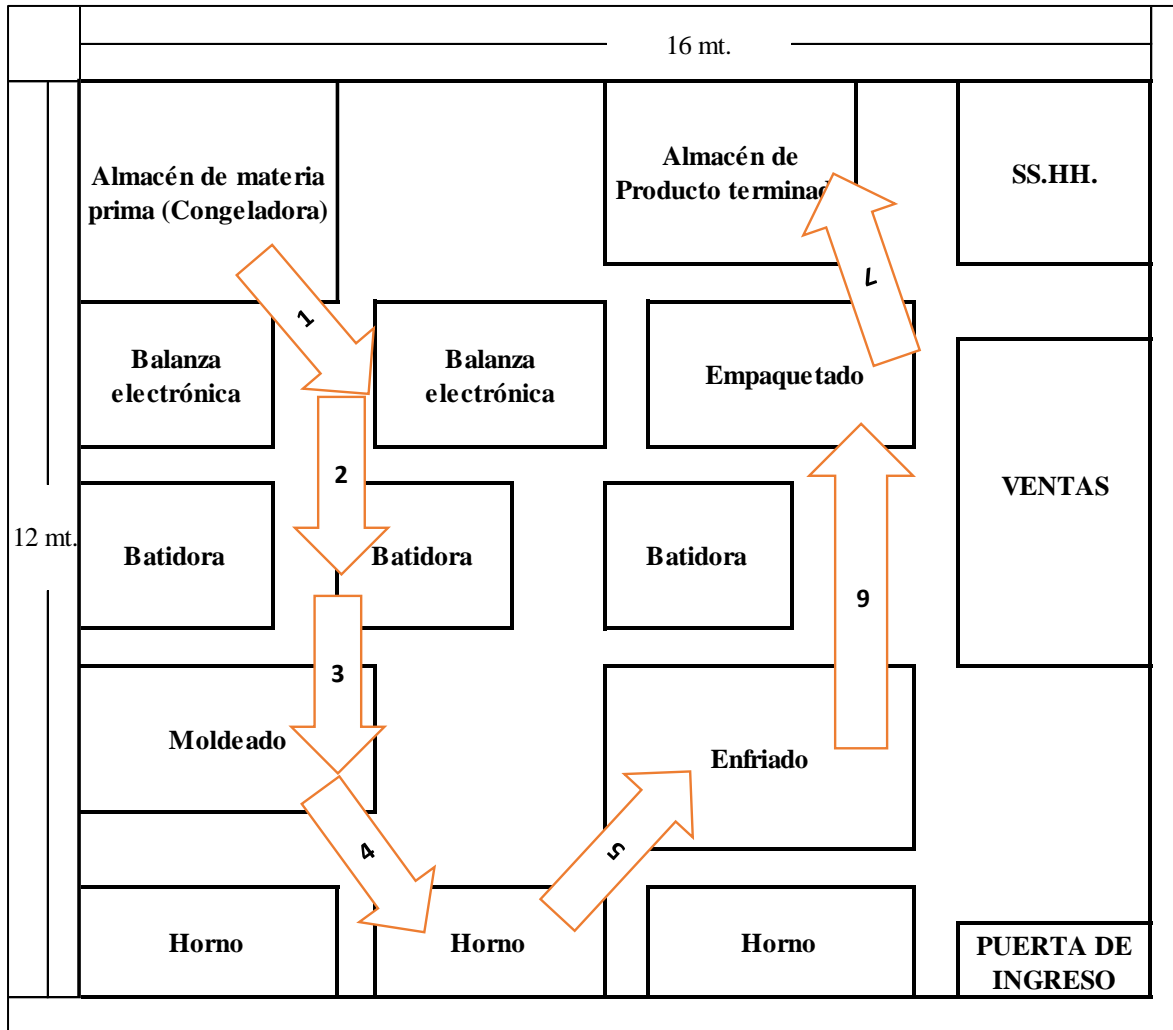 16 mt.
Almacén de materia
prima (Congeladora)
Almacén de
Producto terminad
SS.HH.
1
7
Balanza
electrónica
Balanza
electrónica
Empaquetado
2
VENTAS
12 mt.
Batidora
Batidora
Batidora
6
3
Moldeado
Enfriado
4
5
Horno
Horno
Horno
PUERTA DE
INGRESO